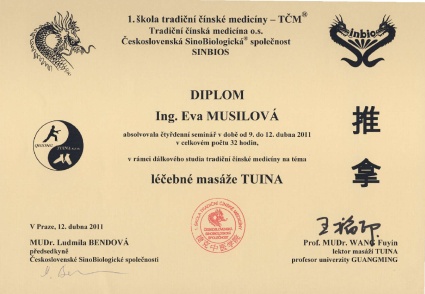 1. škola tradiční čínské medicíny – TČM®
Tradiční čínská medicína o.s.
Československá SinoBiologická® společnost
SINBIOS
Sinbios
DIPLOM
Ing. Eva MUSILOVÁ
absolvovala čtyřdenní seminář v době od 9. do 12. dubna 2011
v celkovém počtu 32 hodin,
v rámci dálkového studia tradiční čínské medicíny na téma
léčebné masáže TUINA
推
拿
V Praze, 12. dubna 2011
MUDr. Ludmila BENDOVÁ
předsedkyně
Československé SinoBiologické společnosti
Prof. MUDr. WANG Fuyin
lektor masáží TUINA
profesor univerzity GUANGMING